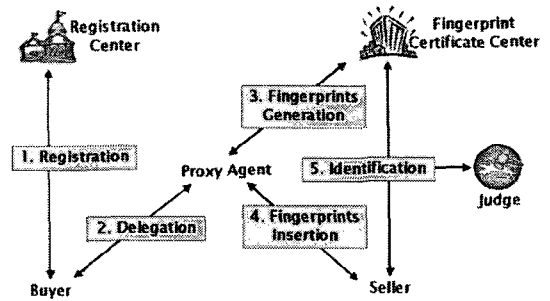 Registration
Center
Fingerprint
Certificate Center
3. Fingerprints
Generation
1. Registration
Proxy Agent
5. Identification
Judge
2. Delegation
4. Fingerprints
Insertion
Buyer
Seller